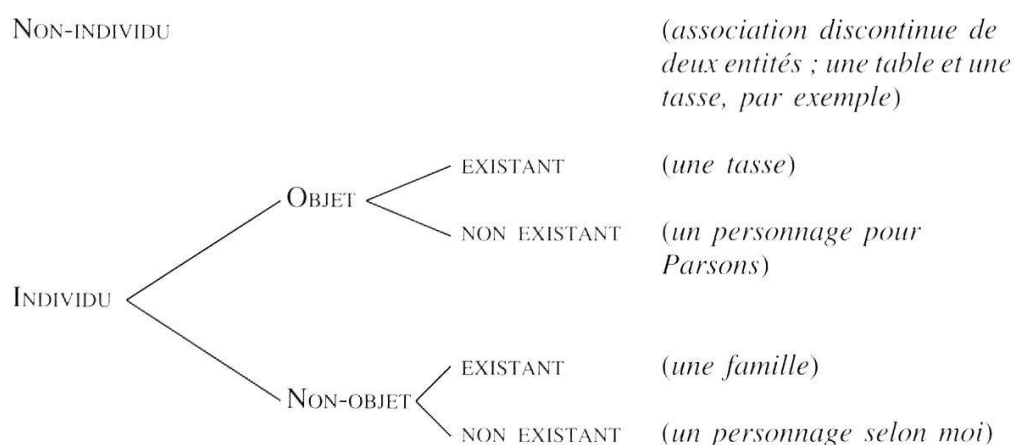 NON-INDIVIDU (association discontinue de
deux entités ; une table et une
tasse, par exemple)
EXISTANT (une tasse)
OBJET
NON EXISTANT (un personnage pour
Parsons)
INDIVIDU
EXISTANT (une famille)
NON-OBJET
NON EXISTANT (un personnage selon moi)